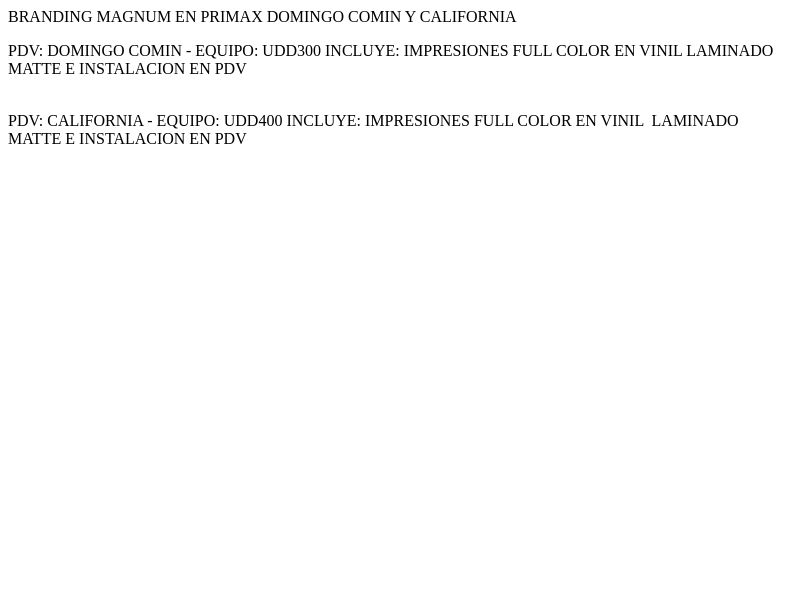 BRANDING MAGNUM EN PRIMAX DOMINGO COMIN Y CALIFORNIA
PDV: DOMINGO COMIN - EQUIPO: UDD300 INCLUYE: IMPRESIONES FULL COLOR EN VINIL LAMINADO
MATTE E INSTALACION EN PDV
PDV: CALIFORNIA - EQUIPO: UDD400 INCLUYE: IMPRESIONES FULL COLOR EN VINIL  LAMINADO
MATTE E INSTALACION EN PDV